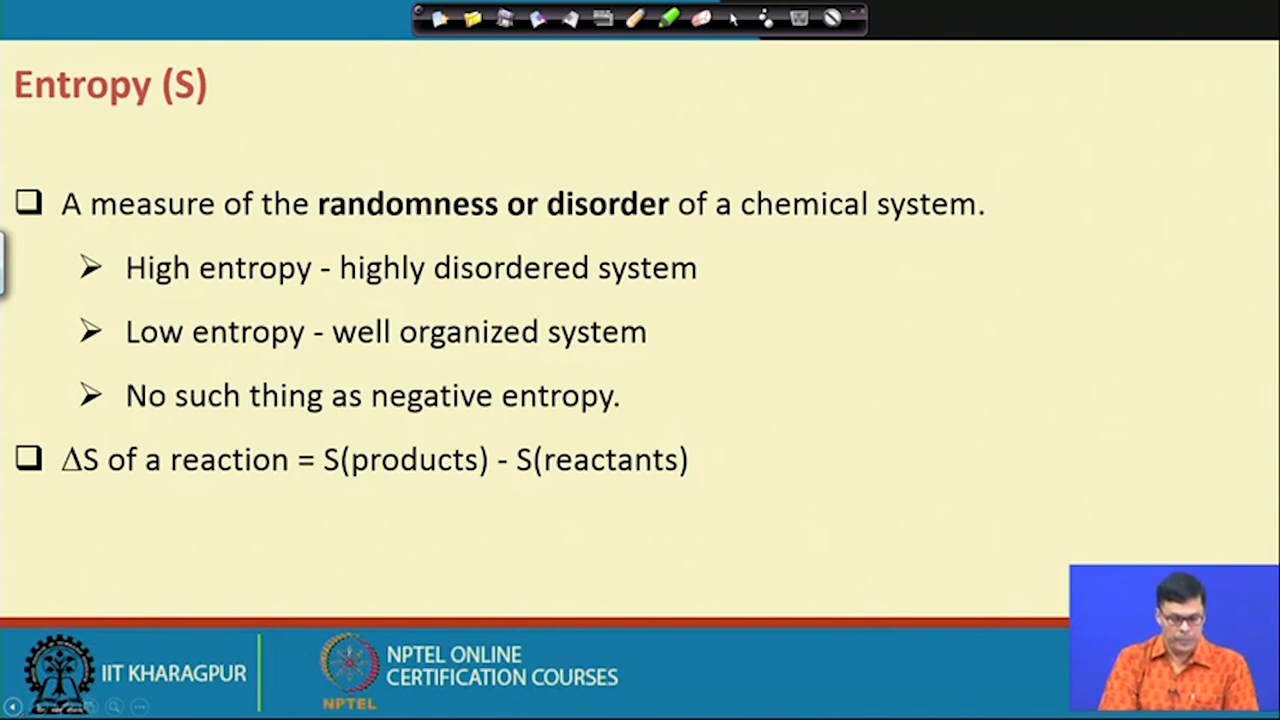 Entropy (S)
A measure of the randomness or disorder of a chemical system.
High entropy - highly disordered system
Low entropy - well organized system
No such thing as negative entropy.
ΔS of a reaction = S(products) - S(reactants)
IIT KHARAGPUR
NPTEL ONLINE
CERTIFICATION COURSES
NPTEL